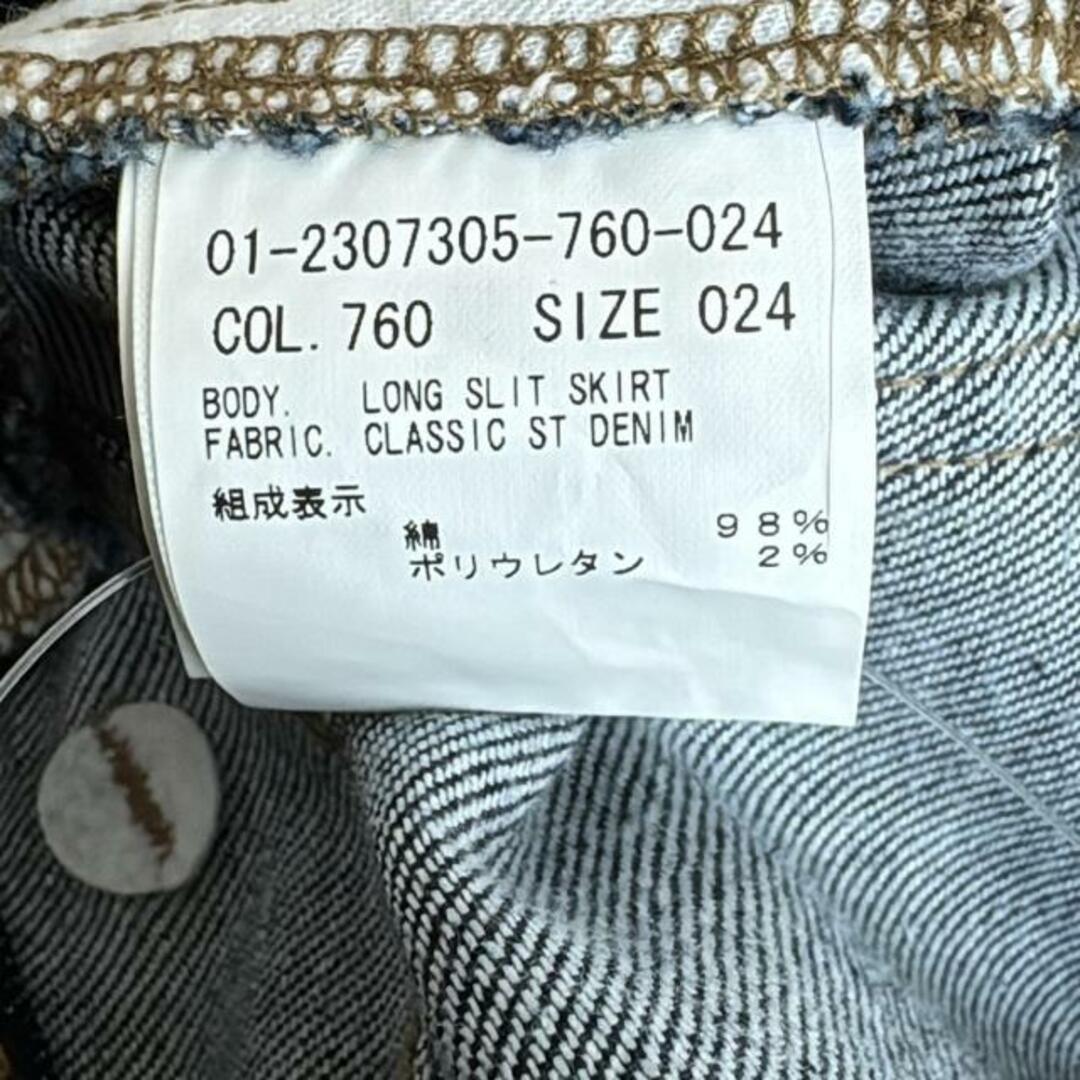 01-2307305-760-024
COL. 760 SIZE 024
BODY. LONG SLIT SKIRT
FABRIC. CLASSIC ST DENIM
組成表示
綿 98%
ポリウレタン 2%